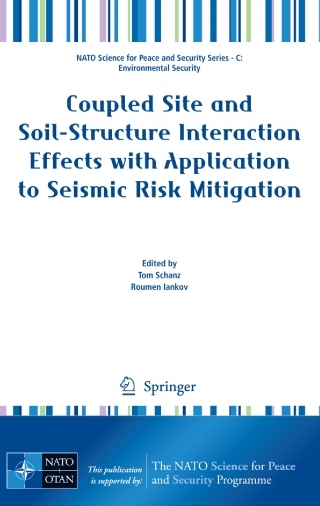 NATO Science for Peace and Security Series - C:
Environmental Security
Coupled Site and
Soil-Structure Interaction
Effects with Application
to Seismic Risk Mitigation
Edited by
Tom Schanz
Roumen Iankov
Springer
NATO
OTAN
This publication
is supported by:
The NATO Science for Peace
and Security Programme